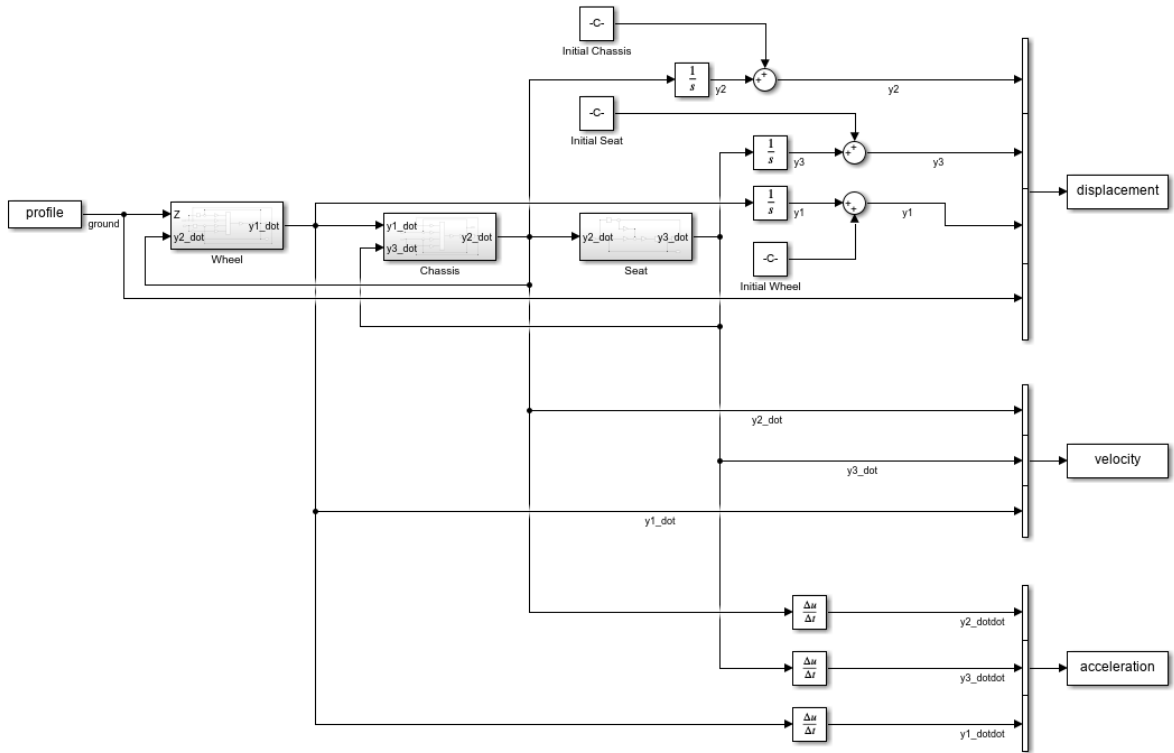 -C-
Initial Chassis
1/s
y2
+
+
y2
-C-
Initial Seat
1/s
y3
+
+
y3
displacement
profile
ground
Z
y2_dot
y1_dot
Wheel
y1_dot
y3_dot
y2_dot
Chassis
y2_dot
y3_dot
Seat
1/s
y1
+
+
y1
-C-
Initial Wheel
y2_dot
y3_dot
velocity
y1_dot
Δu/Δt
y2_dotdot
Δu/Δt
y3_dotdot
acceleration
Δu/Δt
y1_dotdot